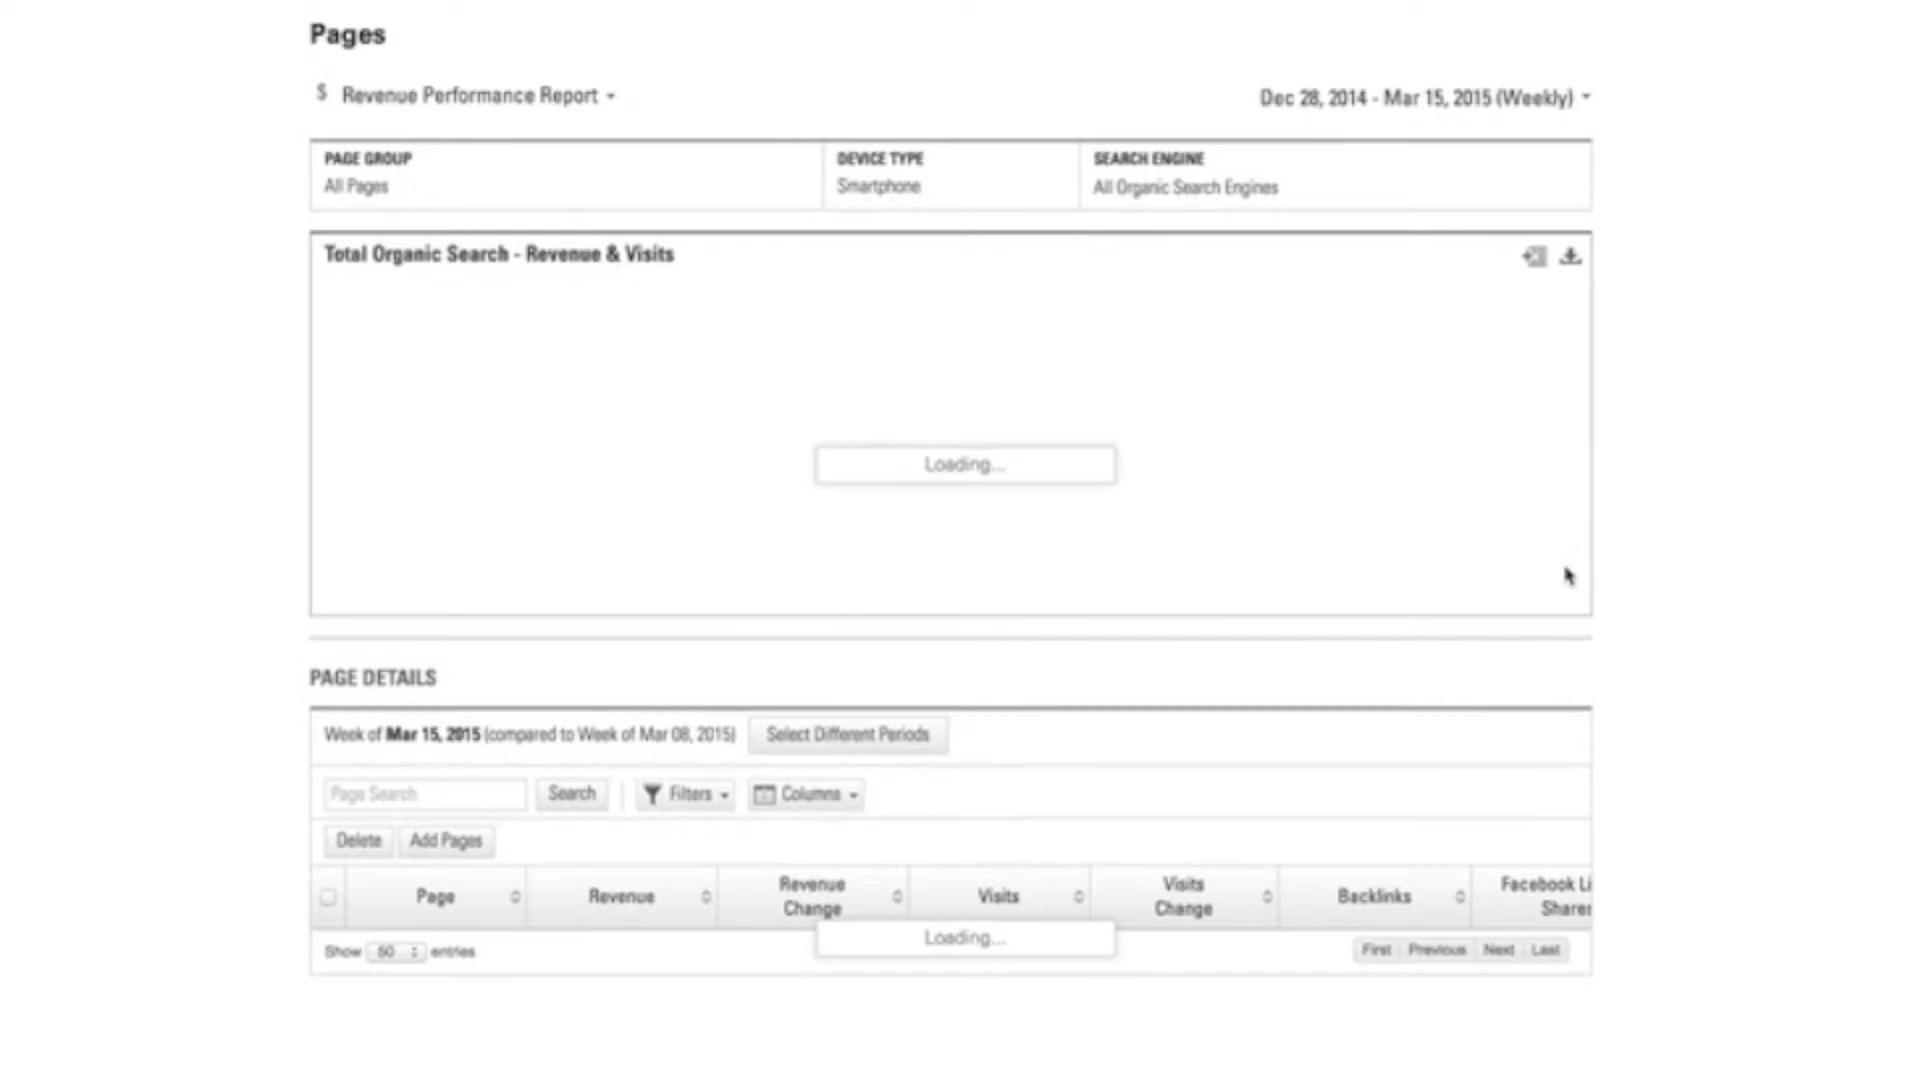 Pages
$ Revenue Performance Report
Dec 28, 2014 - Mar 15, 2015 (Weekly)
PAGE GROUP
All Pages
DEVICE TYPE
Smartphone
SEARCH ENGINE
All Organic Search Engines
Total Organic Search - Revenue & Visits
Loading...
PAGE DETAILS
Week of Mar 15, 2015 (compared to Week of Mar 08, 2015) Select Different Periods
Page Search Search Filters Columns
Delete Add Pages
Page
Revenue
Revenue
Change
Visits
Visits
Change
Backlinks
Facebook Li
Shares
Loading...
Show 50 entries
First Previous Next Last